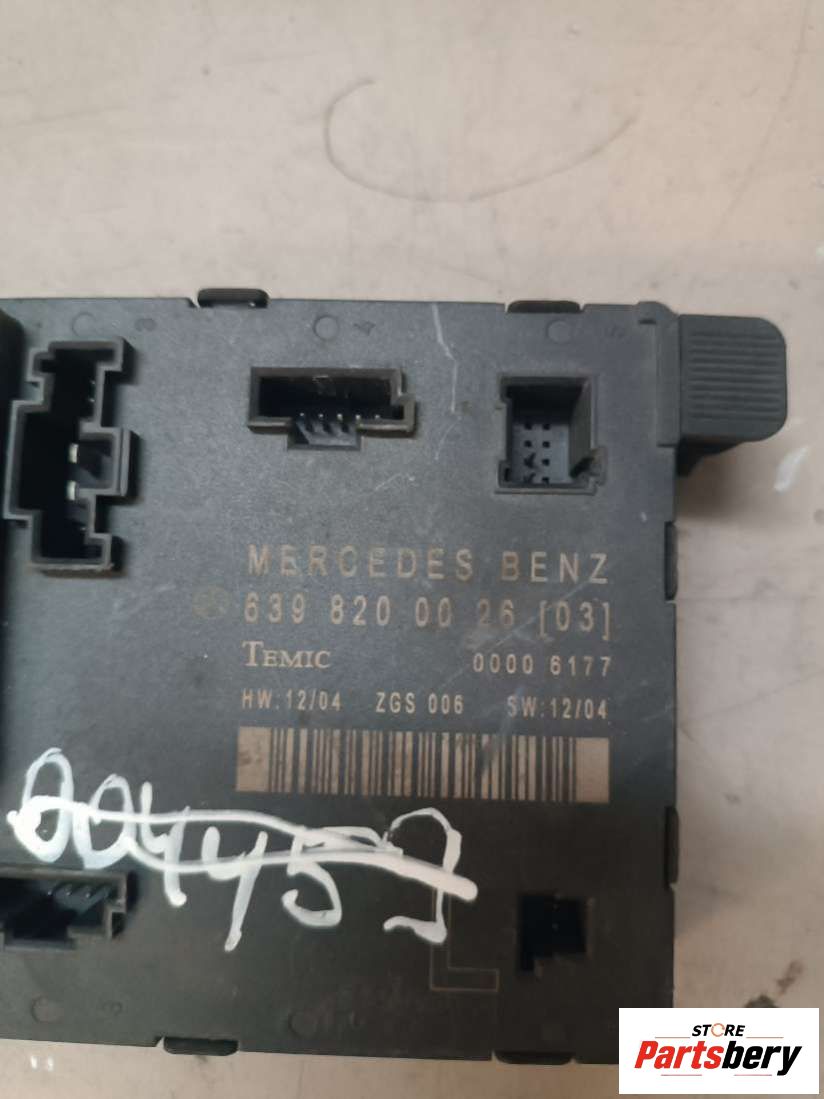 MERCEDES BENZ
639 820 00 26 [03]
TEMIC 0000 6177
HW:12/04 ZGS 006 SW:12/04
L
STORE
Partsbery